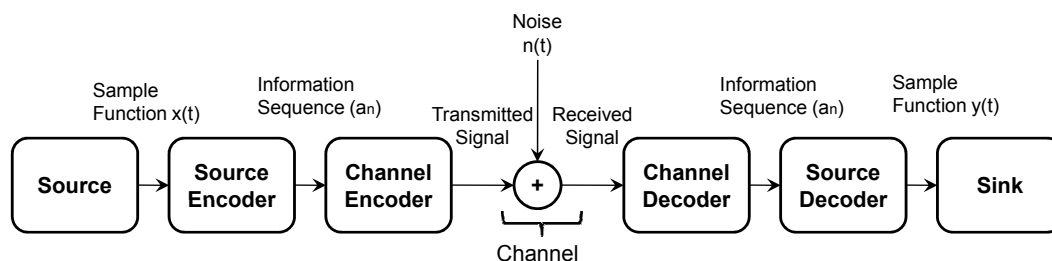 Noise
n(t)
Sample
Function x(t)
Information
Sequence (an)
Transmitted
Signal
Received
Signal
Information
Sequence (an)
Sample
Function y(t)
Source
Source
Encoder
Channel
Encoder
+
Channel
Decoder
Source
Decoder
Sink
Channel